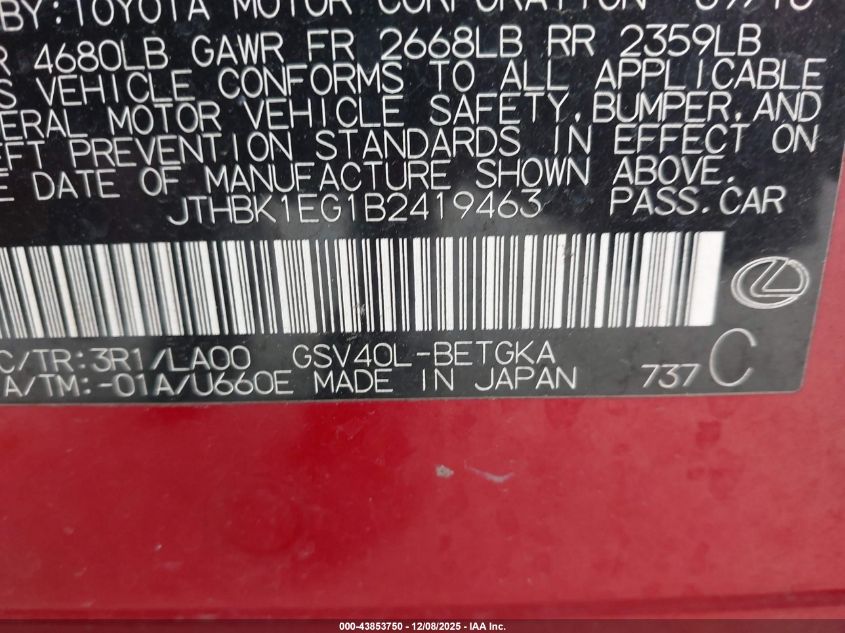 BY:TOYOTA MOTOR CORPORATION
4680LB GAWR FR 2668LB RR 2359LB
VEHICLE CONFORMS TO ALL APPLICABLE
MOTOR VEHICLE SAFETY, BUMPER, AND
PREVENTION STANDARDS IN EFFECT ON
DATE OF MANUFACTURE SHOWN ABOVE.
JTHBK1EG1B2419463 PASS.CAR
C/TR:3R1/LA00 GSV40L-BETGKA
A/TM:-01A/U660E MADE IN JAPAN 737 C
000-43853750 - 12/08/2025 - IAA Inc.